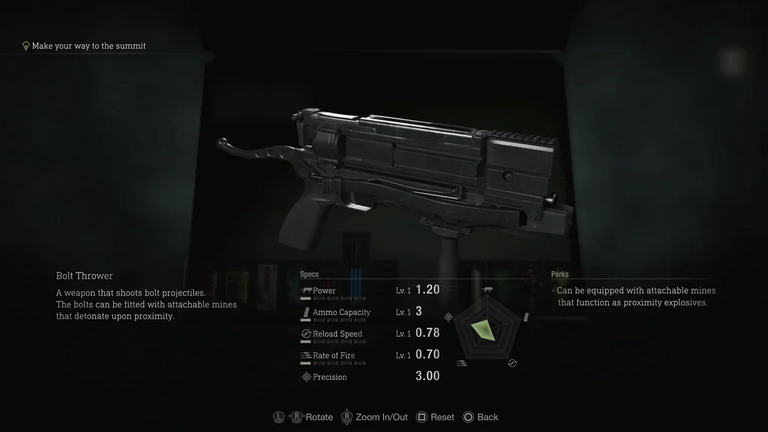 Make your way to the summit
Bolt Thrower
A weapon that shoots bolt projectiles.
The bolts can be fitted with attachable mines
that detonate upon proximity.
Specs
Power Lv. 1 1.20
Ammo Capacity Lv. 1 3
Reload Speed Lv. 1 0.78
Rate of Fire Lv. 1 0.70
Precision 3.00
Perks
- Can be equipped with attachable mines
that function as proximity explosives.
L R Rotate R Zoom In/Out Reset Back